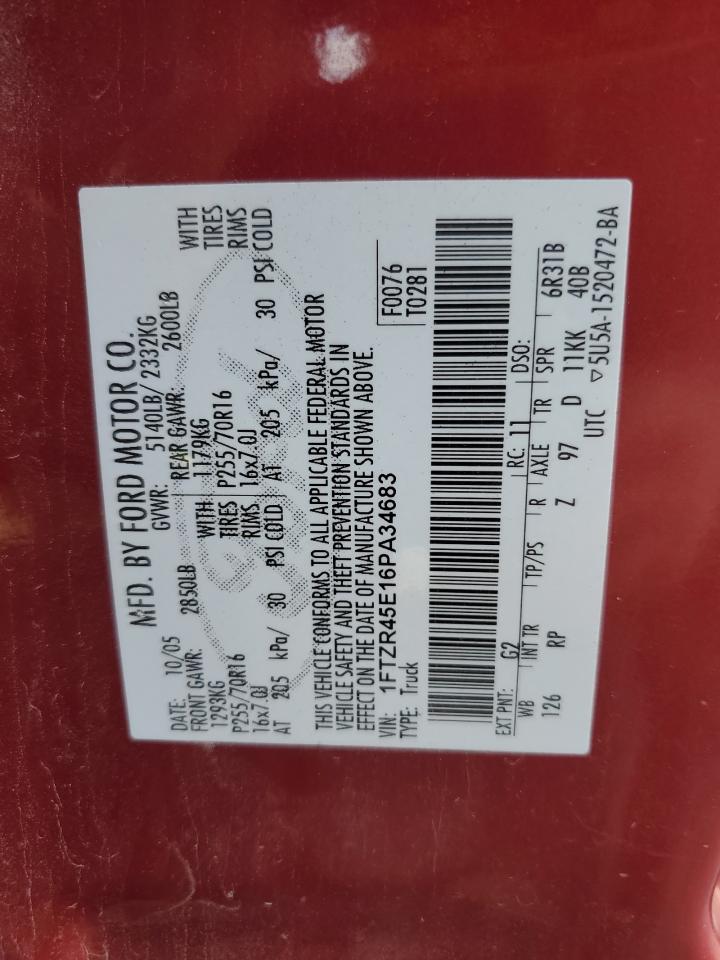 MFD. BY FORD MOTOR CO.
DATE: 10/05 GVWR: 5140LB/ 2332KG
FRONT GAWR: 2850LB REAR GAWR: 2600LB
1293KG WITH 1179KG WITH
P255/70R16 TIRES P255/70R16 TIRES
16x7.0J RIMS 16x7.0J RIMS
AT 205 kPa/ 30 PSI COLD AT 205 kPa/ 30 PSI COLD
THIS VEHICLE CONFORMS TO ALL APPLICABLE FEDERAL MOTOR
VEHICLE SAFETY AND THEFT PREVENTION STANDARDS IN
EFFECT ON THE DATE OF MANUFACTURE SHOWN ABOVE.
VIN: 1FTZR45E16PA34683 F0076
TYPE: Truck T0281
EXT PNT: G2 RC: 11 DSO:
WB INT TR TP/PS R AXLE TR SPR 6R31B
126 RP Z 97 D 11KK 40B
UTC ▽5U5A-1520472-BA